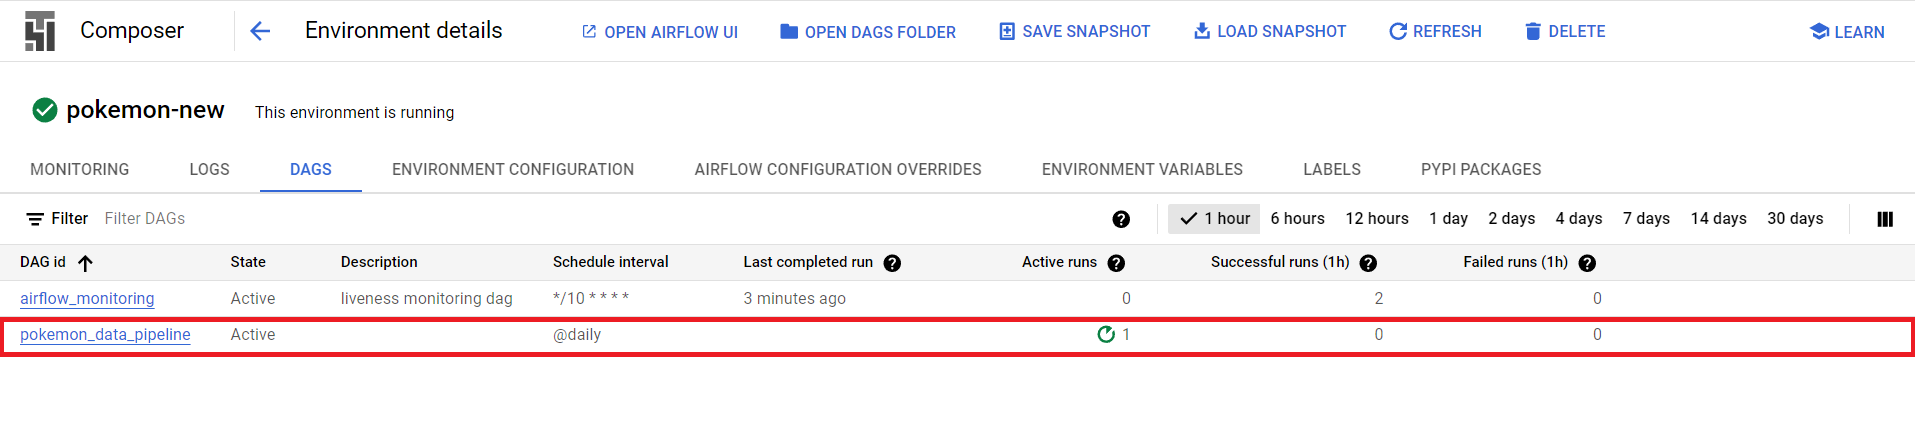 Composer Environment details OPEN AIRFLOW UI OPEN DAGS FOLDER SAVE SNAPSHOT LOAD SNAPSHOT REFRESH DELETE LEARN
pokemon-new This environment is running
MONITORING LOGS DAGS ENVIRONMENT CONFIGURATION AIRFLOW CONFIGURATION OVERRIDES ENVIRONMENT VARIABLES LABELS PYPI PACKAGES
Filter Filter DAGs 1 hour 6 hours 12 hours 1 day 2 days 4 days 7 days 14 days 30 days
DAG id State Description Schedule interval Last completed run Active runs Successful runs (1h) Failed runs (1h)
airflow_monitoring Active liveness monitoring dag */10 * * * * 3 minutes ago 0 2 0
pokemon_data_pipeline Active @daily 1 0 0